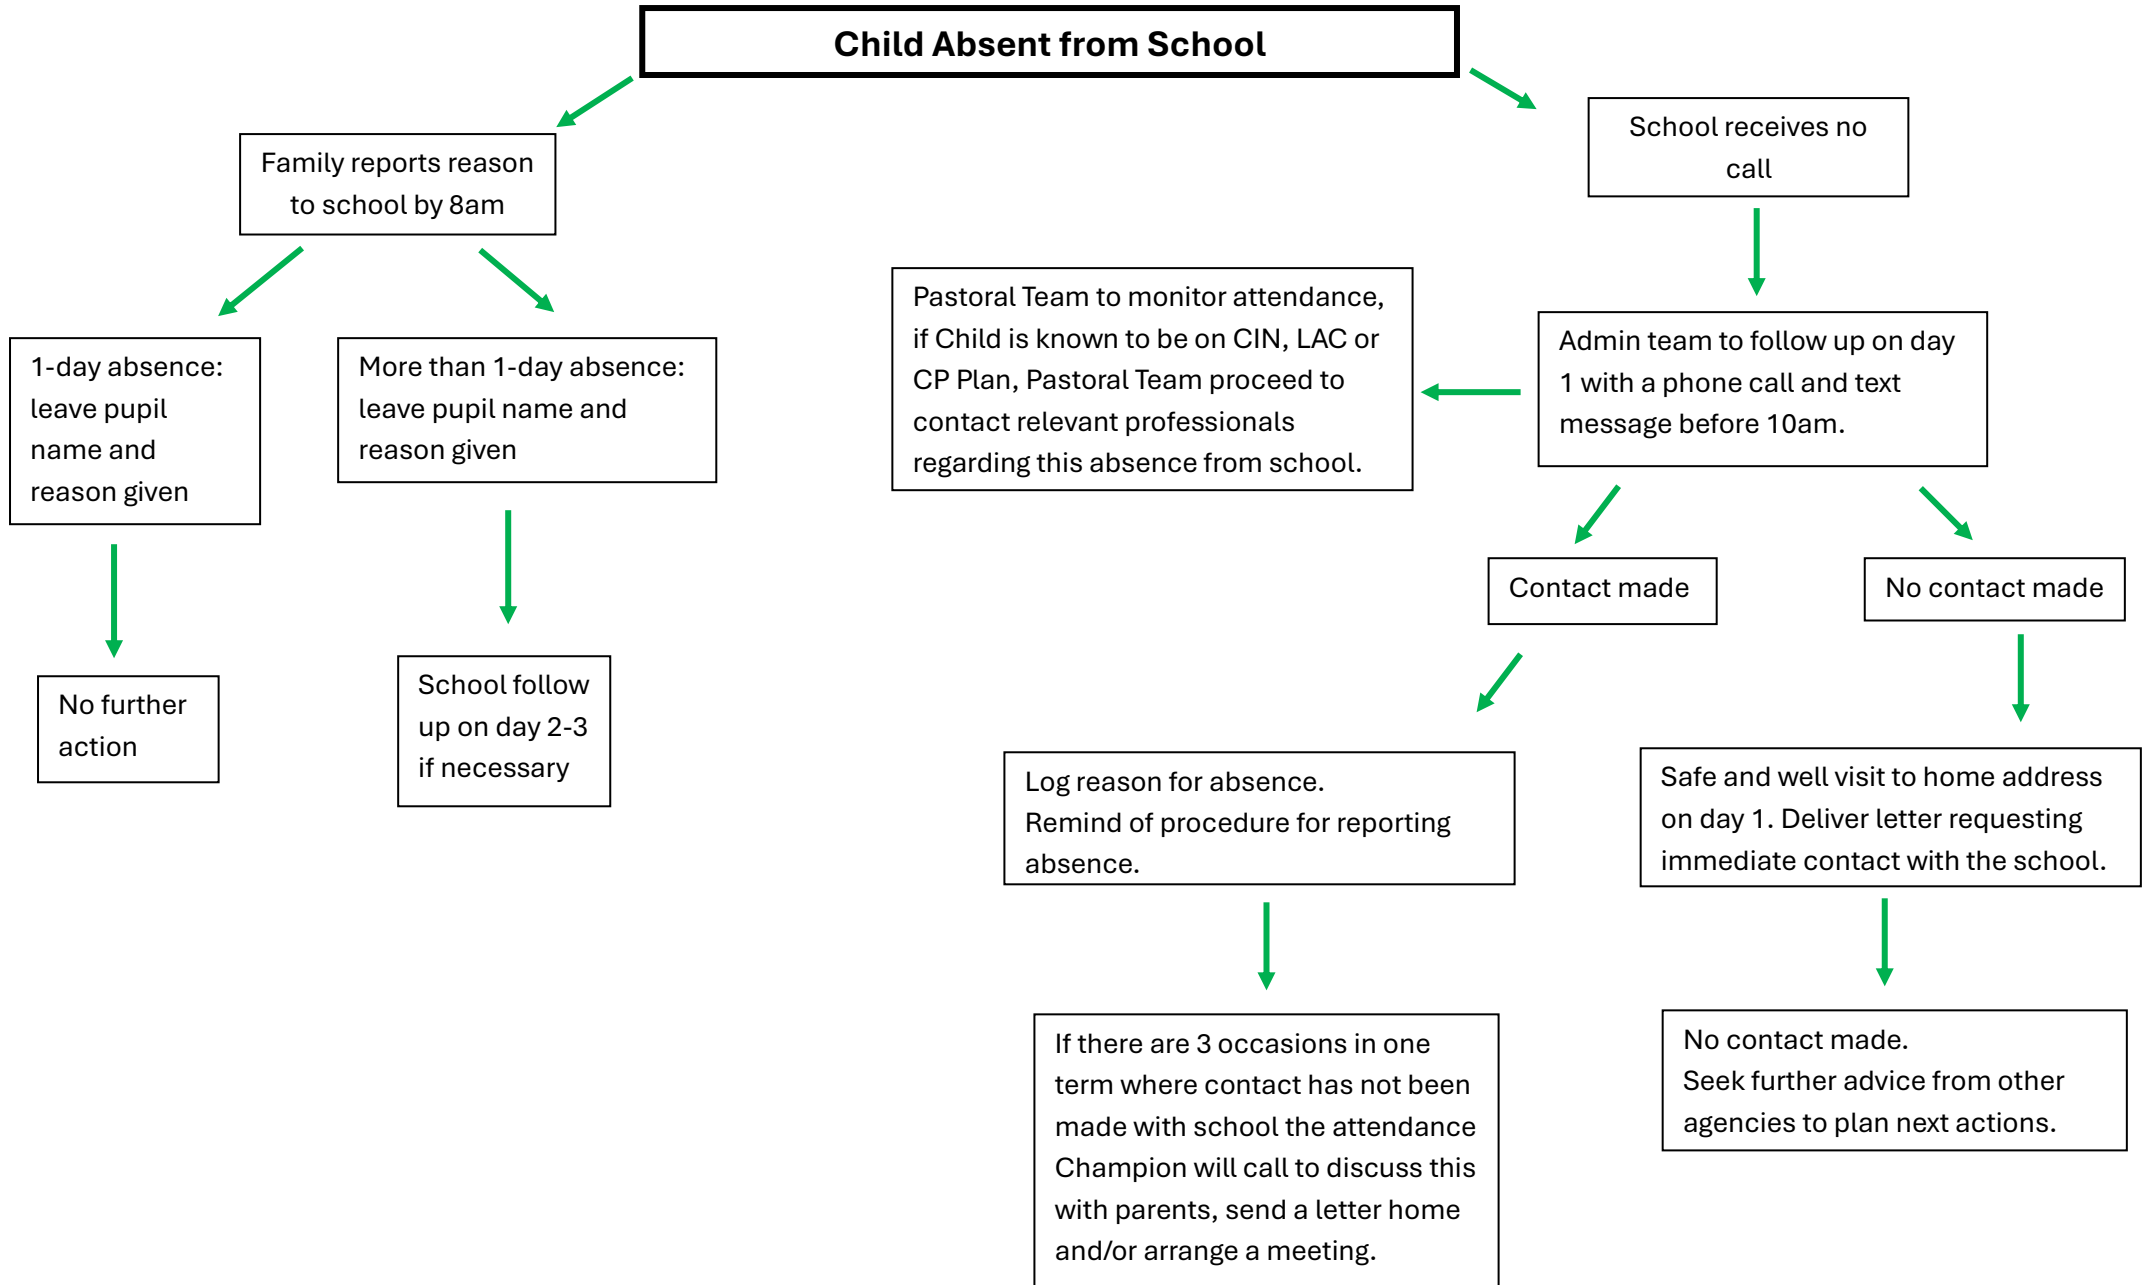 Child Absent from School
Family reports reason
to school by 8am
School receives no
call
1-day absence:
leave pupil
name and
reason given
More than 1-day absence:
leave pupil name and
reason given
Pastoral Team to monitor attendance,
if Child is known to be on CIN, LAC or
CP Plan, Pastoral Team proceed to
contact relevant professionals
regarding this absence from school.
Admin team to follow up on day
1 with a phone call and text
message before 10am.
Contact made
No contact made
No further
action
School follow
up on day 2-3
if necessary
Log reason for absence.
Remind of procedure for reporting
absence.
Safe and well visit to home address
on day 1. Deliver letter requesting
immediate contact with the school.
If there are 3 occasions in one
term where contact has not been
made with school the attendance
Champion will call to discuss this
with parents, send a letter home
and/or arrange a meeting.
No contact made.
Seek further advice from other
agencies to plan next actions.